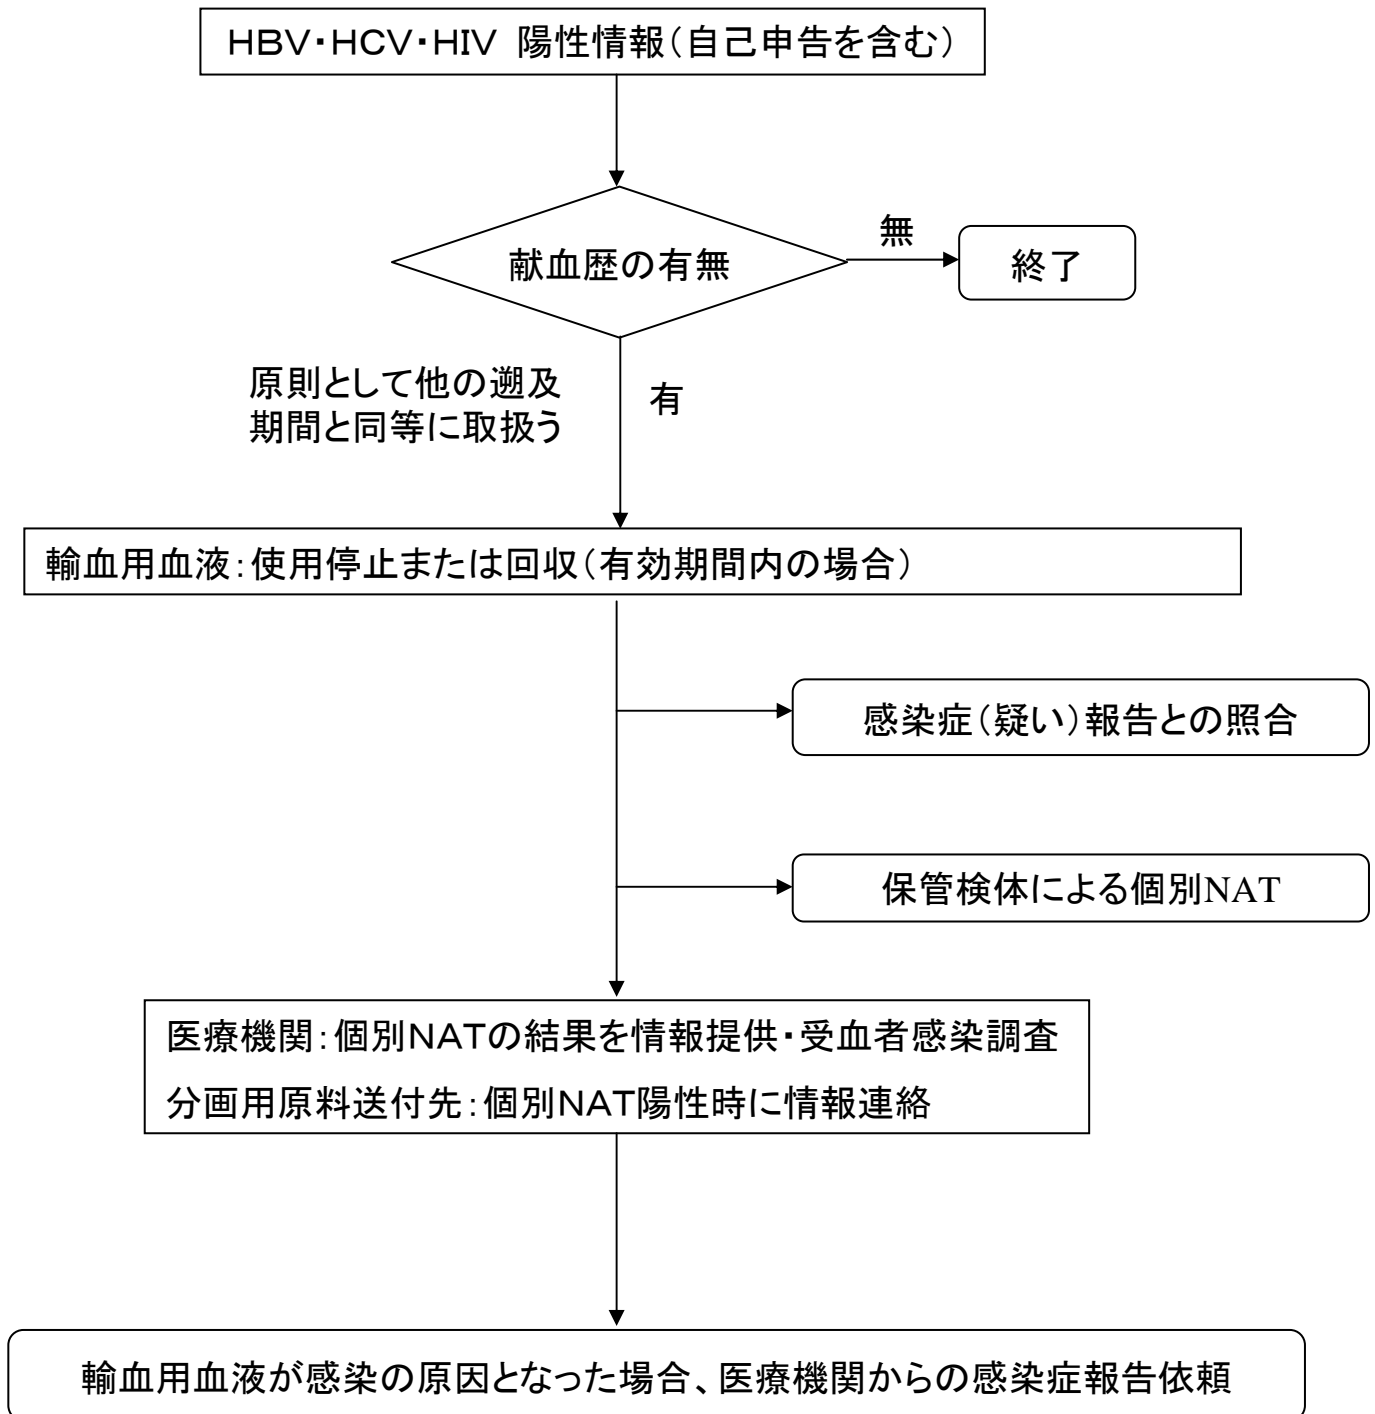 HBV・HCV・HIV 陽性情報(自己申告を含む)
献血歴の有無
無
終了
原則として他の遡及
期間と同等に取扱う
有
輸血用血液:使用停止または回収(有効期間内の場合)
感染症(疑い)報告との照合
保管検体による個別NAT
医療機関:個別NATの結果を情報提供・受血者感染調査
分画用原料送付先:個別NAT陽性時に情報連絡
輸血用血液が感染の原因となった場合、医療機関からの感染症報告依頼